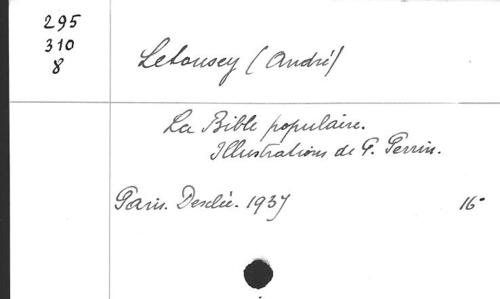 295
310
8
Letousey (André)
La Bible populaire.
Illustrations de P. Perrin.
Paris. Desclée. 1937 16°